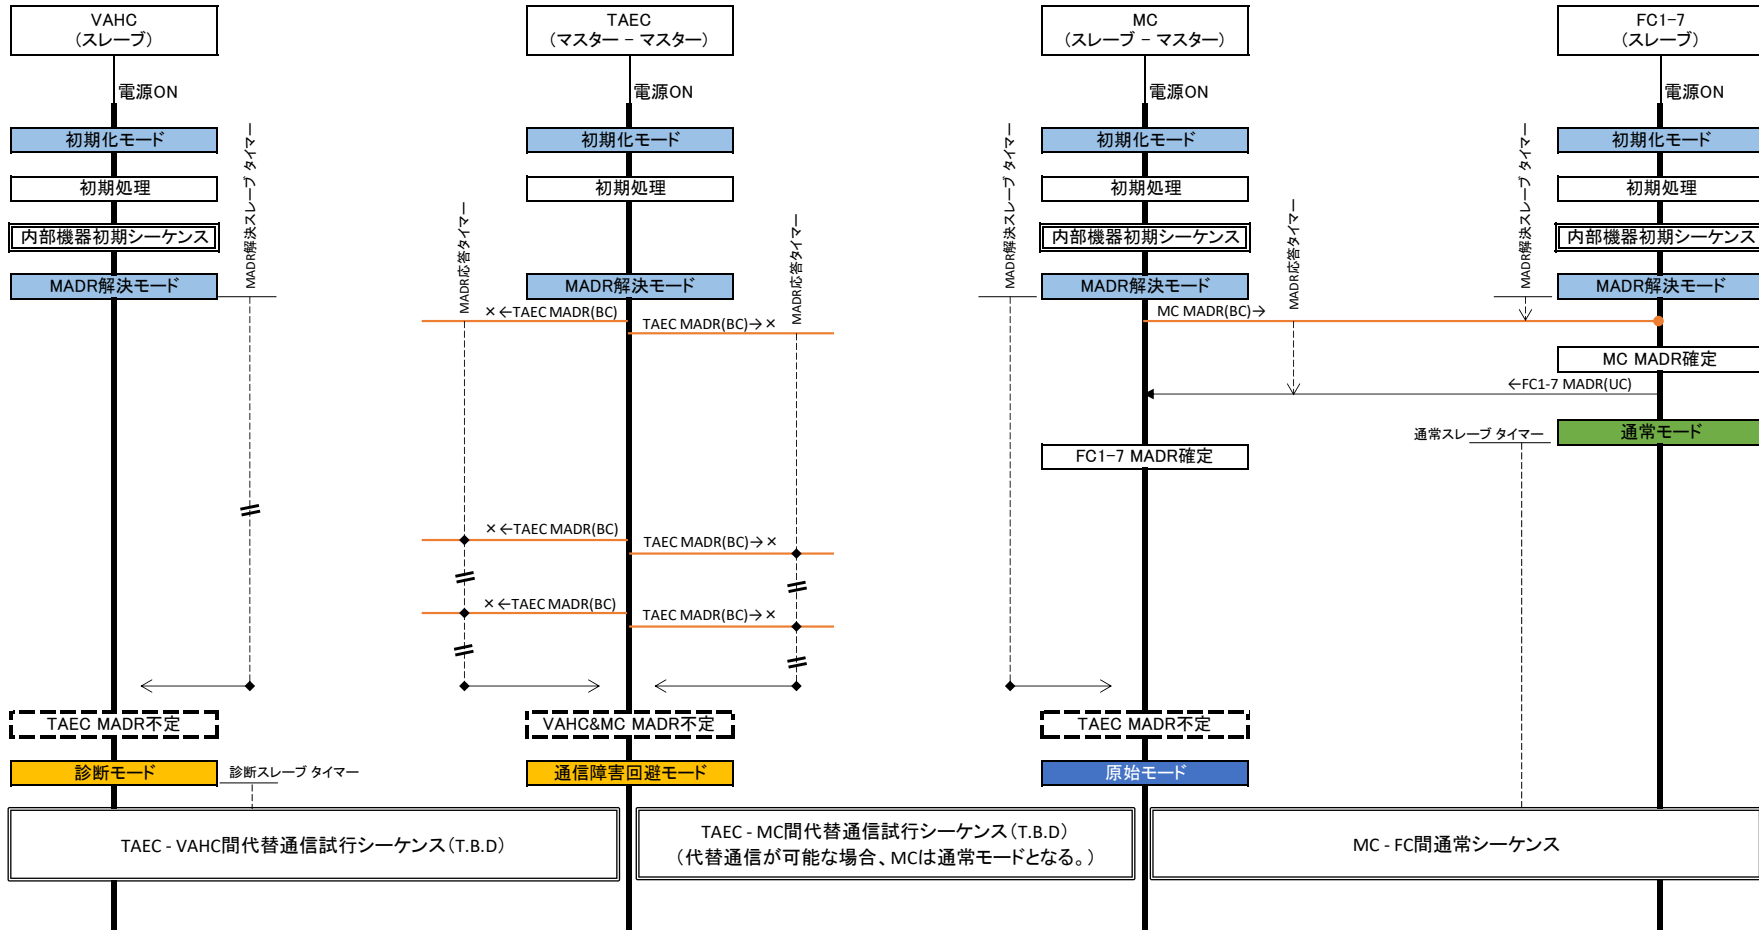 VAHC
（スレーブ）
TAEC
（マスター − マスター）
MC
（スレーブ − マスター）
FC1−7
（スレーブ）
電源ON
電源ON
電源ON
電源ON
初期化モード
初期化モード
初期化モード
初期化モード
初期処理
初期処理
初期処理
初期処理
内部機器初期シーケンス
内部機器初期シーケンス
内部機器初期シーケンス
MADR解決スレーブ タイマー
MADR応答タイマー
MADR応答タイマー
MADR解決スレーブ タイマー
MADR応答タイマー
MADR解決スレーブ タイマー
MADR解決モード
MADR解決モード
MADR解決モード
MADR解決モード
×←TAEC MADR(BC)
TAEC MADR(BC)→×
MC MADR(BC)→
MC MADR確定
←FC1-7 MADR(UC)
通常スレーブ タイマー
通常モード
FC1−7 MADR確定
×←TAEC MADR(BC)
TAEC MADR(BC)→×
×←TAEC MADR(BC)
TAEC MADR(BC)→×
TAEC MADR不定
VAHC&MC MADR不定
TAEC MADR不定
診断モード
診断スレーブ タイマー
通信障害回避モード
原始モード
TAEC - VAHC間代替通信試行シーケンス（T.B.D）
TAEC - MC間代替通信試行シーケンス（T.B.D）
（代替通信が可能な場合、MCは通常モードとなる。）
MC - FC間通常シーケンス